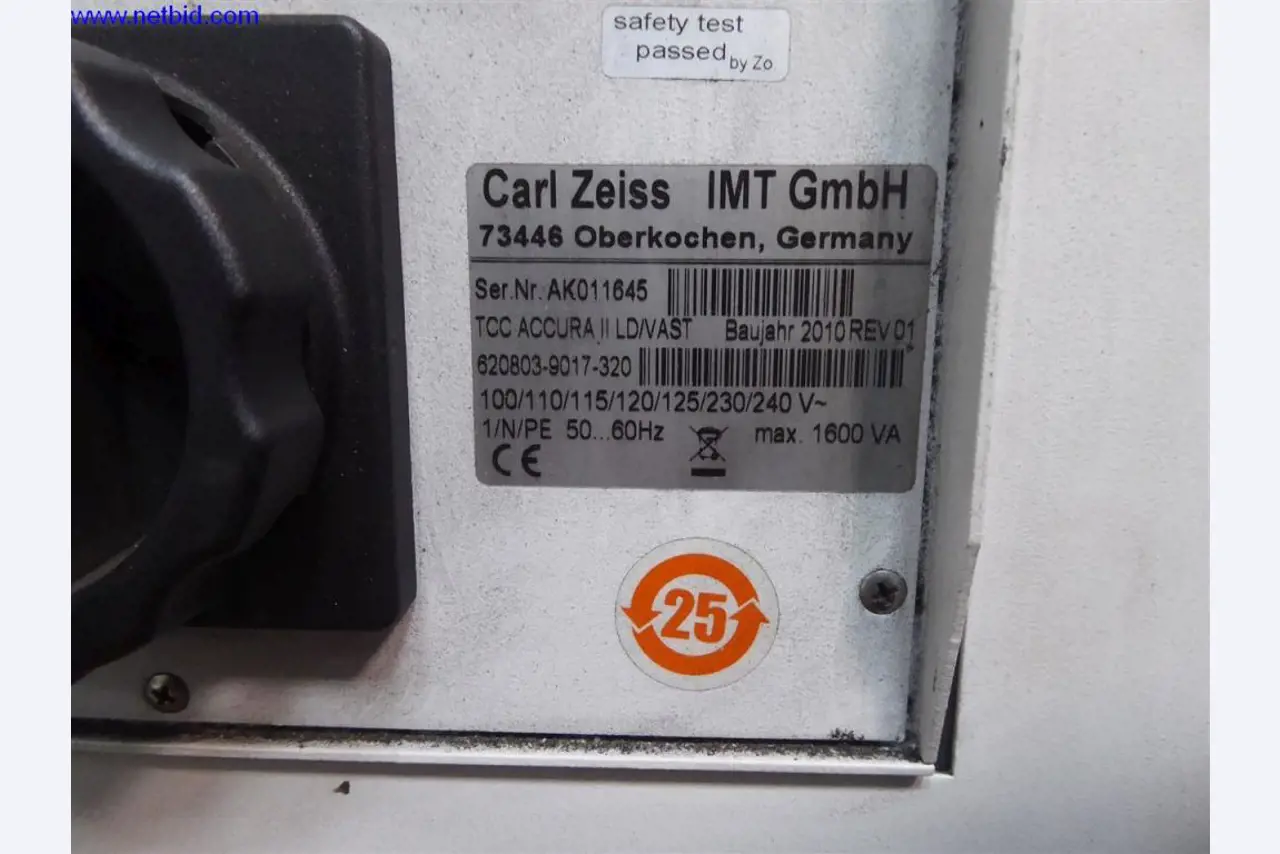 www.netbid.com
safety test
passed by Zo
Carl Zeiss IMT GmbH
73446 Oberkochen, Germany
Ser.Nr. AK011645
TCC ACCURA II LD/VAST Baujahr 2010 REV 01
620803-9017-320
100/110/115/120/125/230/240 V~
1/N/PE 50...60Hz max. 1600 VA
CE
25